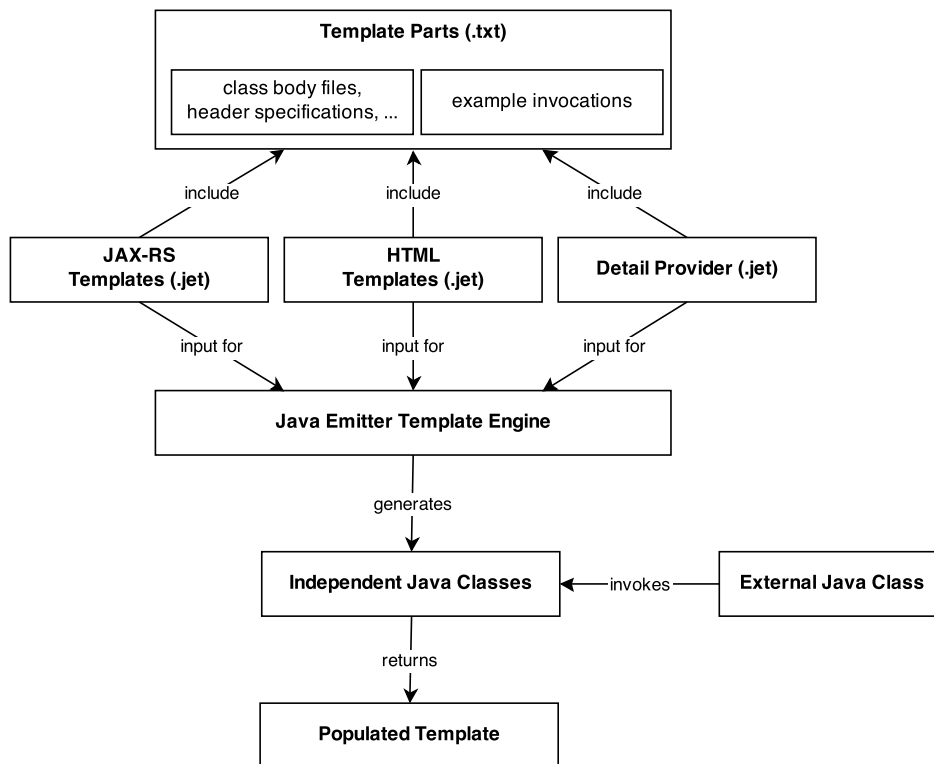 Template Parts (.txt)
class body files,
header specifications, ...
example invocations
include
include
include
JAX-RS
Templates (.jet)
HTML
Templates (.jet)
Detail Provider (.jet)
input for
input for
input for
Java Emitter Template Engine
generates
Independent Java Classes
invokes
External Java Class
returns
Populated Template